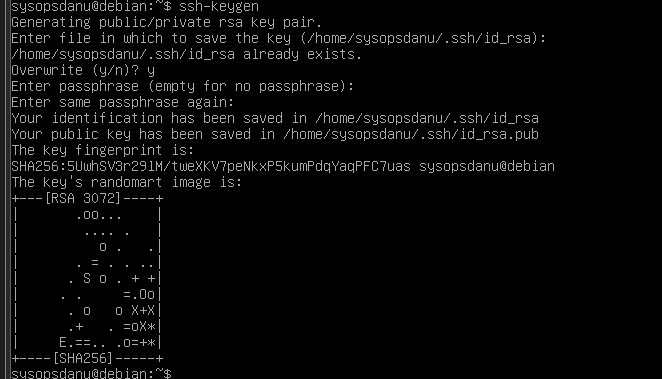 sysopsdanu@debian:~$ ssh-keygen
Generating public/private rsa key pair.
Enter file in which to save the key (/home/sysopsdanu/.ssh/id_rsa):
/home/sysopsdanu/.ssh/id_rsa already exists.
Overwrite (y/n)? y
Enter passphrase (empty for no passphrase):
Enter same passphrase again:
Your identification has been saved in /home/sysopsdanu/.ssh/id_rsa
Your public key has been saved in /home/sysopsdanu/.ssh/id_rsa.pub
The key fingerprint is:
SHA256:5UwhSV3r29lM/tweXKV7peNkxP5kumPdqYaqPFC7uas sysopsdanu@debian
The key's randomart image is:
+---[RSA 3072]----+
|       .oo...    |
|        .... .   |
|          o .   .|
|       . = . . ..|
|      . S o . + +|
|     . .     =.Oo|
|      . o   o X+X|
|      .+   . =oX*|
|     E.==.. .o=+*|
+----[SHA256]-----+
sysopsdanu@debian:~$